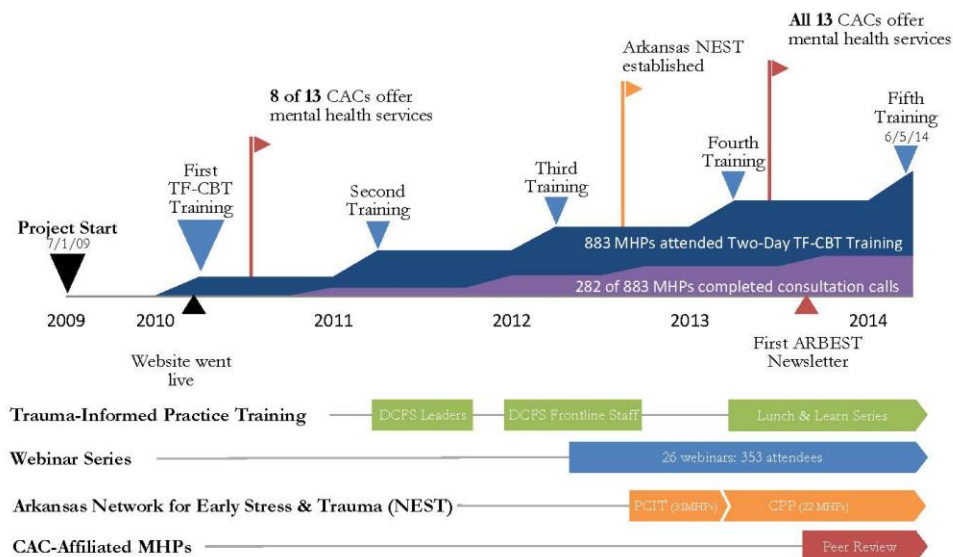 All 13 CACs offer
mental health services
Arkansas NEST
established
8 of 13 CACs offer
mental health services
Fifth
Training
6/5/14
Fourth
Training
Third
Training
First
TF-CBT
Training
Second
Training
Project Start
7/1/09
883 MHPs attended Two-Day TF-CBT Training
282 of 883 MHPs completed consultation calls
2009 2010 2011 2012 2013 2014
Website went
live
First ARBEST
Newsletter
Trauma-Informed Practice Training DCFS Leaders DCFS Frontline Staff Lunch & Learn Series
Webinar Series 26 webinars: 353 attendees
Arkansas Network for Early Stress & Trauma (NEST) PCIT (31MHPs) CPP (22 MHPs)
CAC-Affiliated MHPs Peer Review